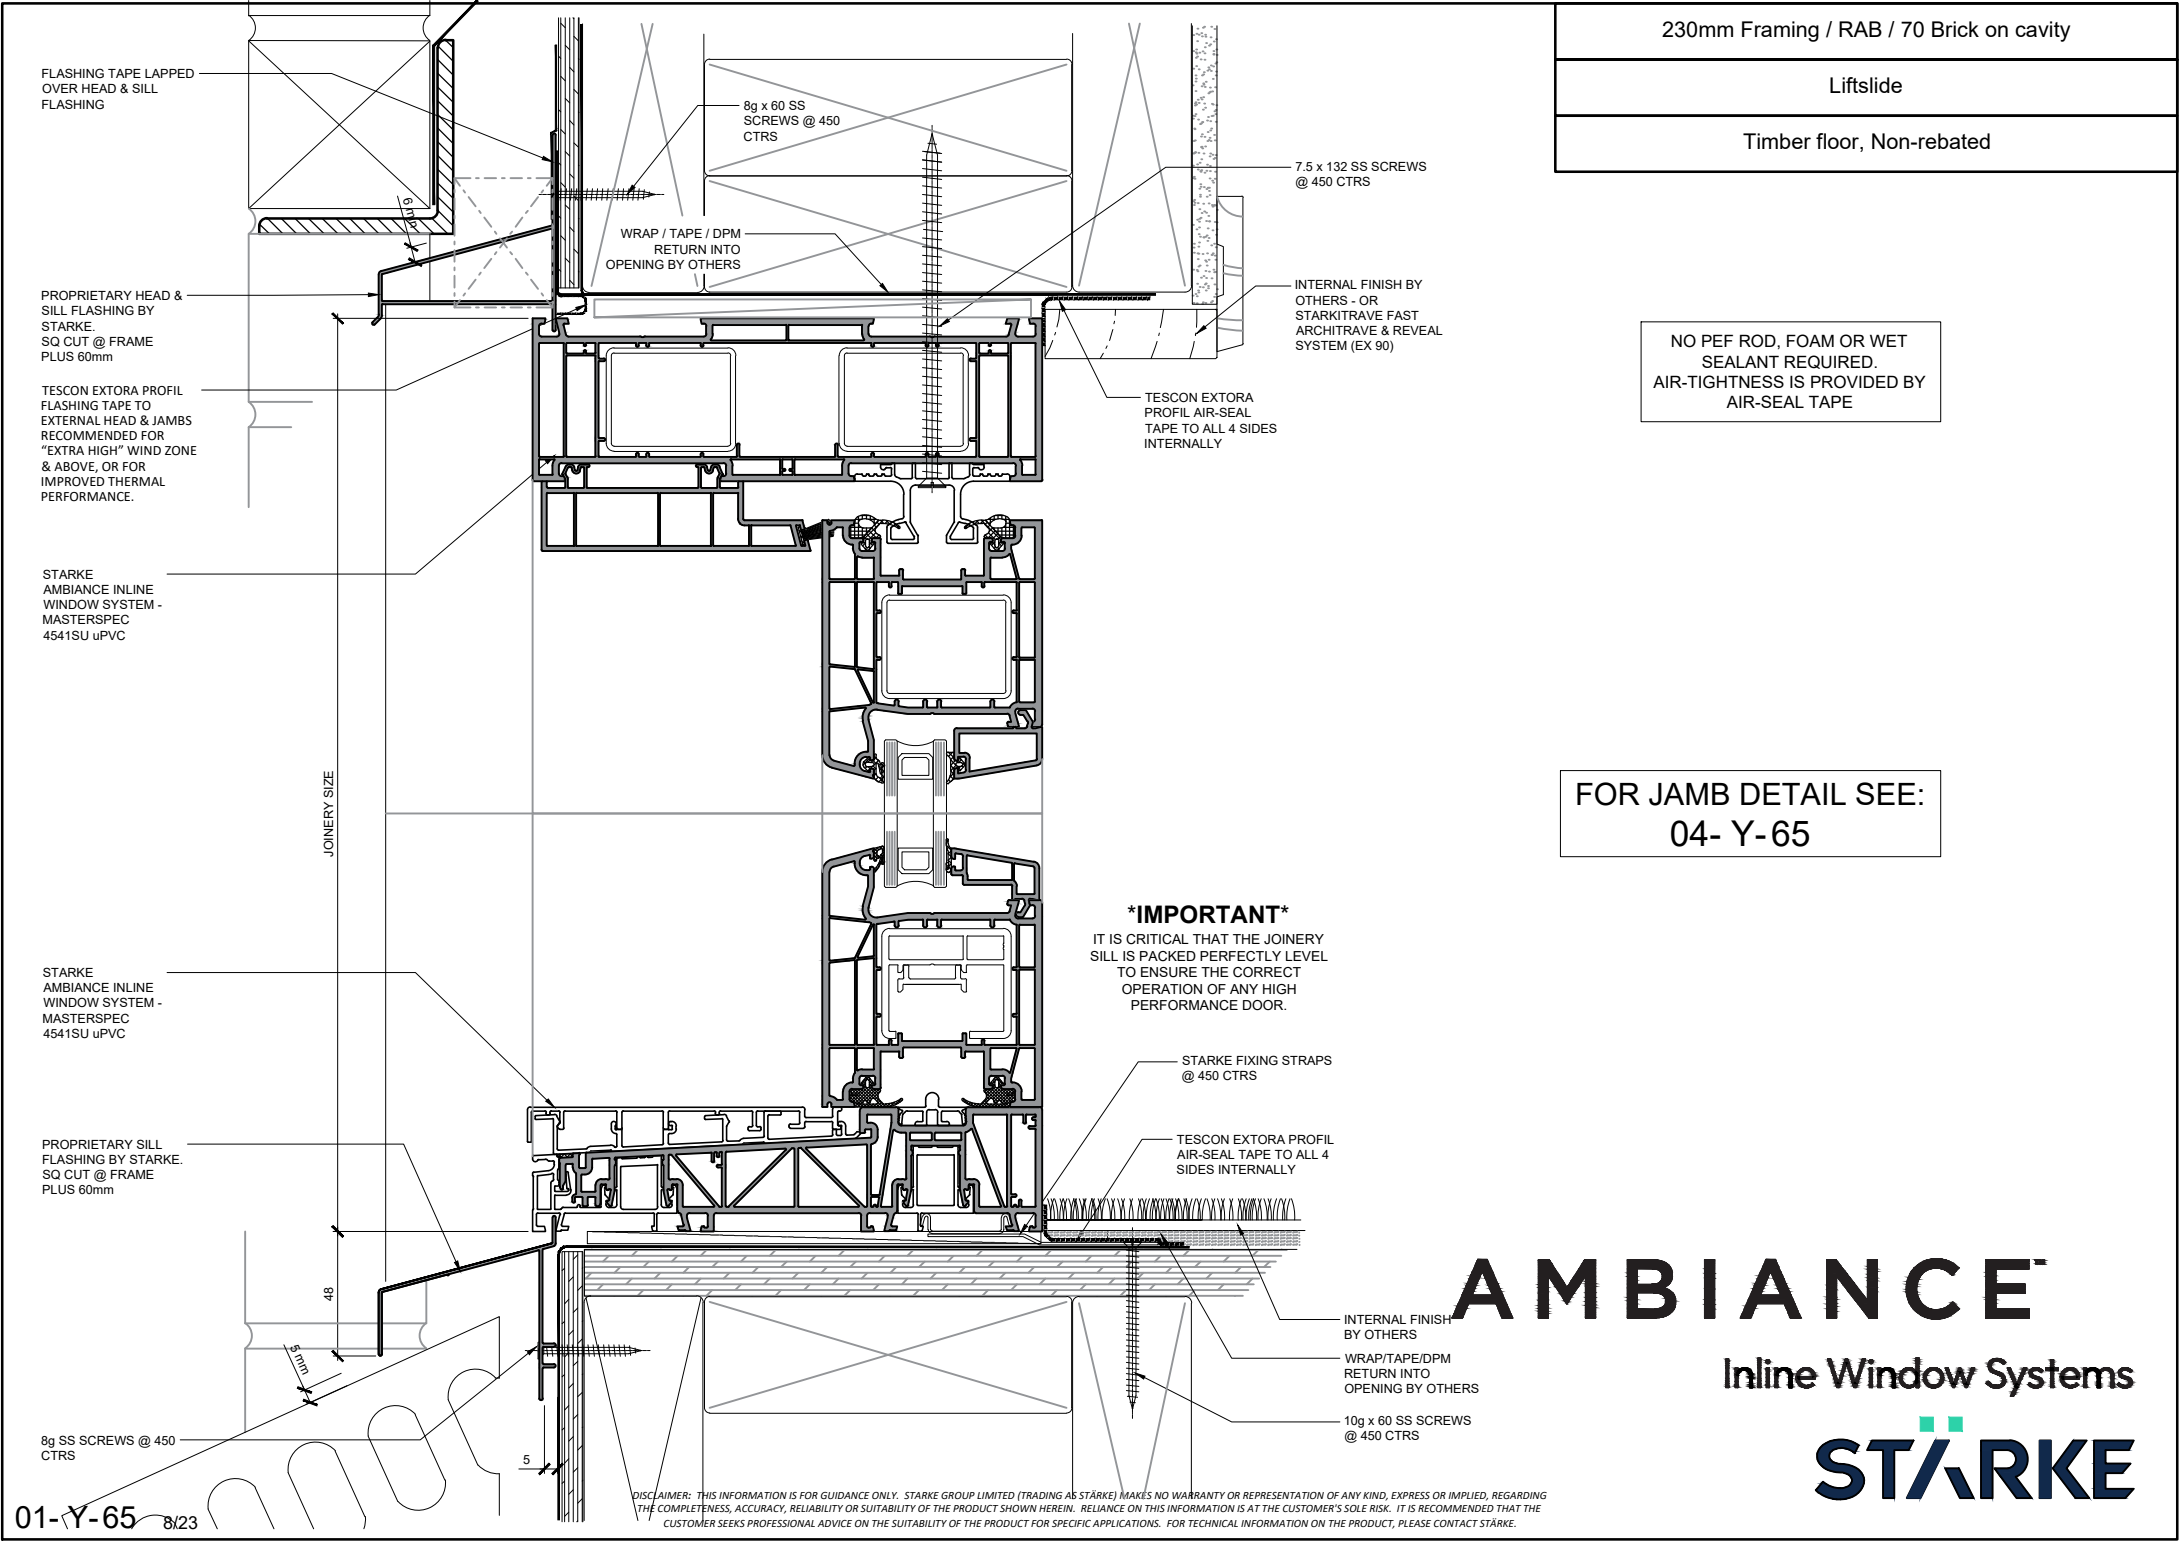 230mm Framing / RAB / 70 Brick on cavity
Liftslide
Timber floor, Non-rebated
FLASHING TAPE LAPPED
OVER HEAD & SILL
FLASHING
8g x 60 SS
SCREWS @ 450
CTRS
7.5 x 132 SS SCREWS
@ 450 CTRS
6 mm
WRAP / TAPE / DPM
RETURN INTO
OPENING BY OTHERS
PROPRIETARY HEAD &
SILL FLASHING BY
STARKE.
SQ CUT @ FRAME
PLUS 60mm
INTERNAL FINISH BY
OTHERS - OR
STARKITRAVE FAST
ARCHITRAVE & REVEAL
SYSTEM (EX 90)
NO PEF ROD, FOAM OR WET
SEALANT REQUIRED.
AIR-TIGHTNESS IS PROVIDED BY
AIR-SEAL TAPE
TESCON EXTORA PROFIL
FLASHING TAPE TO
EXTERNAL HEAD & JAMBS
RECOMMENDED FOR
“EXTRA HIGH” WIND ZONE
& ABOVE, OR FOR
IMPROVED THERMAL
PERFORMANCE.
TESCON EXTORA
PROFIL AIR-SEAL
TAPE TO ALL 4 SIDES
INTERNALLY
STARKE
AMBIANCE INLINE
WINDOW SYSTEM -
MASTERSPEC
4541SU uPVC
JOINERY SIZE
FOR JAMB DETAIL SEE:
04- Y-65
*IMPORTANT*
IT IS CRITICAL THAT THE JOINERY
SILL IS PACKED PERFECTLY LEVEL
TO ENSURE THE CORRECT
OPERATION OF ANY HIGH
PERFORMANCE DOOR.
STARKE
AMBIANCE INLINE
WINDOW SYSTEM -
MASTERSPEC
4541SU uPVC
STARKE FIXING STRAPS
@ 450 CTRS
PROPRIETARY SILL
FLASHING BY STARKE.
SQ CUT @ FRAME
PLUS 60mm
TESCON EXTORA PROFIL
AIR-SEAL TAPE TO ALL 4
SIDES INTERNALLY
48
5 mm
INTERNAL FINISH
BY OTHERS
WRAP/TAPE/DPM
RETURN INTO
OPENING BY OTHERS
10g x 60 SS SCREWS
@ 450 CTRS
8g SS SCREWS @ 450
CTRS
5
AMBIANCE™
Inline Window Systems
STÄRKE
DISCLAIMER: THIS INFORMATION IS FOR GUIDANCE ONLY. STARKE GROUP LIMITED (TRADING AS STÄRKE) MAKES NO WARRANTY OR REPRESENTATION OF ANY KIND, EXPRESS OR IMPLIED, REGARDING
THE COMPLETENESS, ACCURACY, RELIABILITY OR SUITABILITY OF THE PRODUCT SHOWN HEREIN. RELIANCE ON THIS INFORMATION IS AT THE CUSTOMER'S SOLE RISK. IT IS RECOMMENDED THAT THE
CUSTOMER SEEKS PROFESSIONAL ADVICE ON THE SUITABILITY OF THE PRODUCT FOR SPECIFIC APPLICATIONS. FOR TECHNICAL INFORMATION ON THE PRODUCT, PLEASE CONTACT STÄRKE.
01- Y-65 8/23